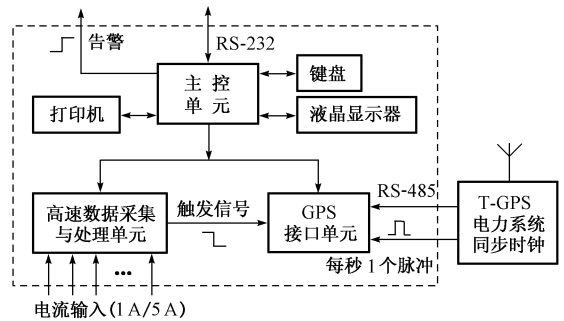 告警
RS-232
主控
单元
键盘
打印机
液晶显示器
高速数据采集
与处理单元
触发信号
GPS
接口单元
RS-485
T-GPS
电力系统
同步时钟
每秒1个脉冲
电流输入(1A/5A)